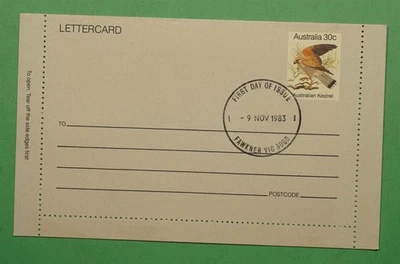 LETTERCARD
Australia 30c
Australian Kestrel
To open: Tear off the side edges first
FIRST DAY OF ISSUE
- 9 NOV 1983
FAWKNER VIC 3060
TO
POSTCODE